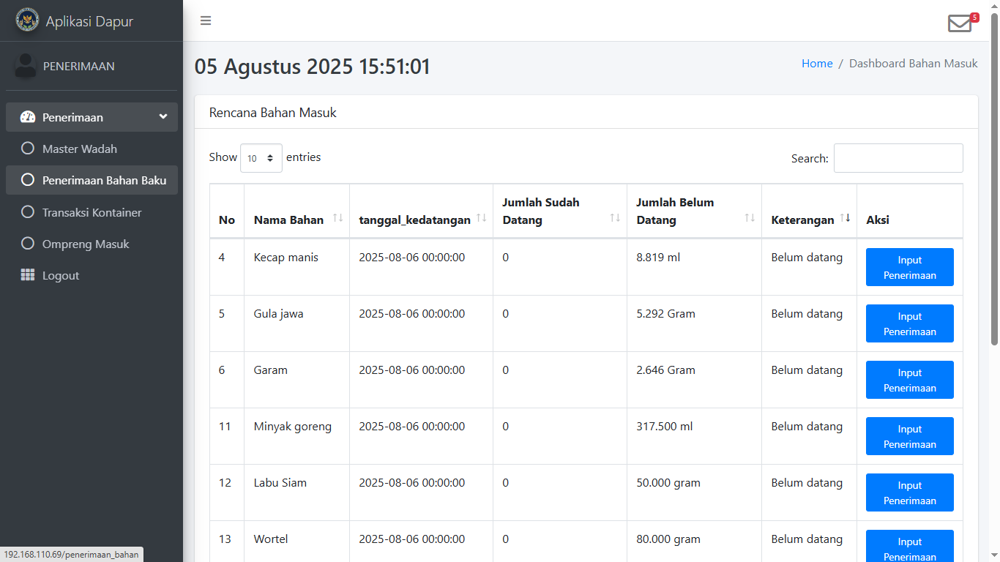 Aplikasi Dapur
5
PENERIMAAN
05 Agustus 2025 15:51:01
Home / Dashboard Bahan Masuk
Penerimaan
Master Wadah
Penerimaan Bahan Baku
Transaksi Kontainer
Ompreng Masuk
Logout
Rencana Bahan Masuk
Show 10 entries
Search:
No Nama Bahan tanggal_kedatangan Jumlah Sudah Datang Jumlah Belum Datang Keterangan Aksi
4 Kecap manis 2025-08-06 00:00:00 0 8.819 ml Belum datang Input Penerimaan
5 Gula jawa 2025-08-06 00:00:00 0 5.292 Gram Belum datang Input Penerimaan
6 Garam 2025-08-06 00:00:00 0 2.646 Gram Belum datang Input Penerimaan
11 Minyak goreng 2025-08-06 00:00:00 0 317.500 ml Belum datang Input Penerimaan
12 Labu Siam 2025-08-06 00:00:00 0 50.000 gram Belum datang Input Penerimaan
13 Wortel 2025-08-06 00:00:00 0 80.000 gram Belum datang Input Penerimaan
192.168.110.69/penerimaan_bahan